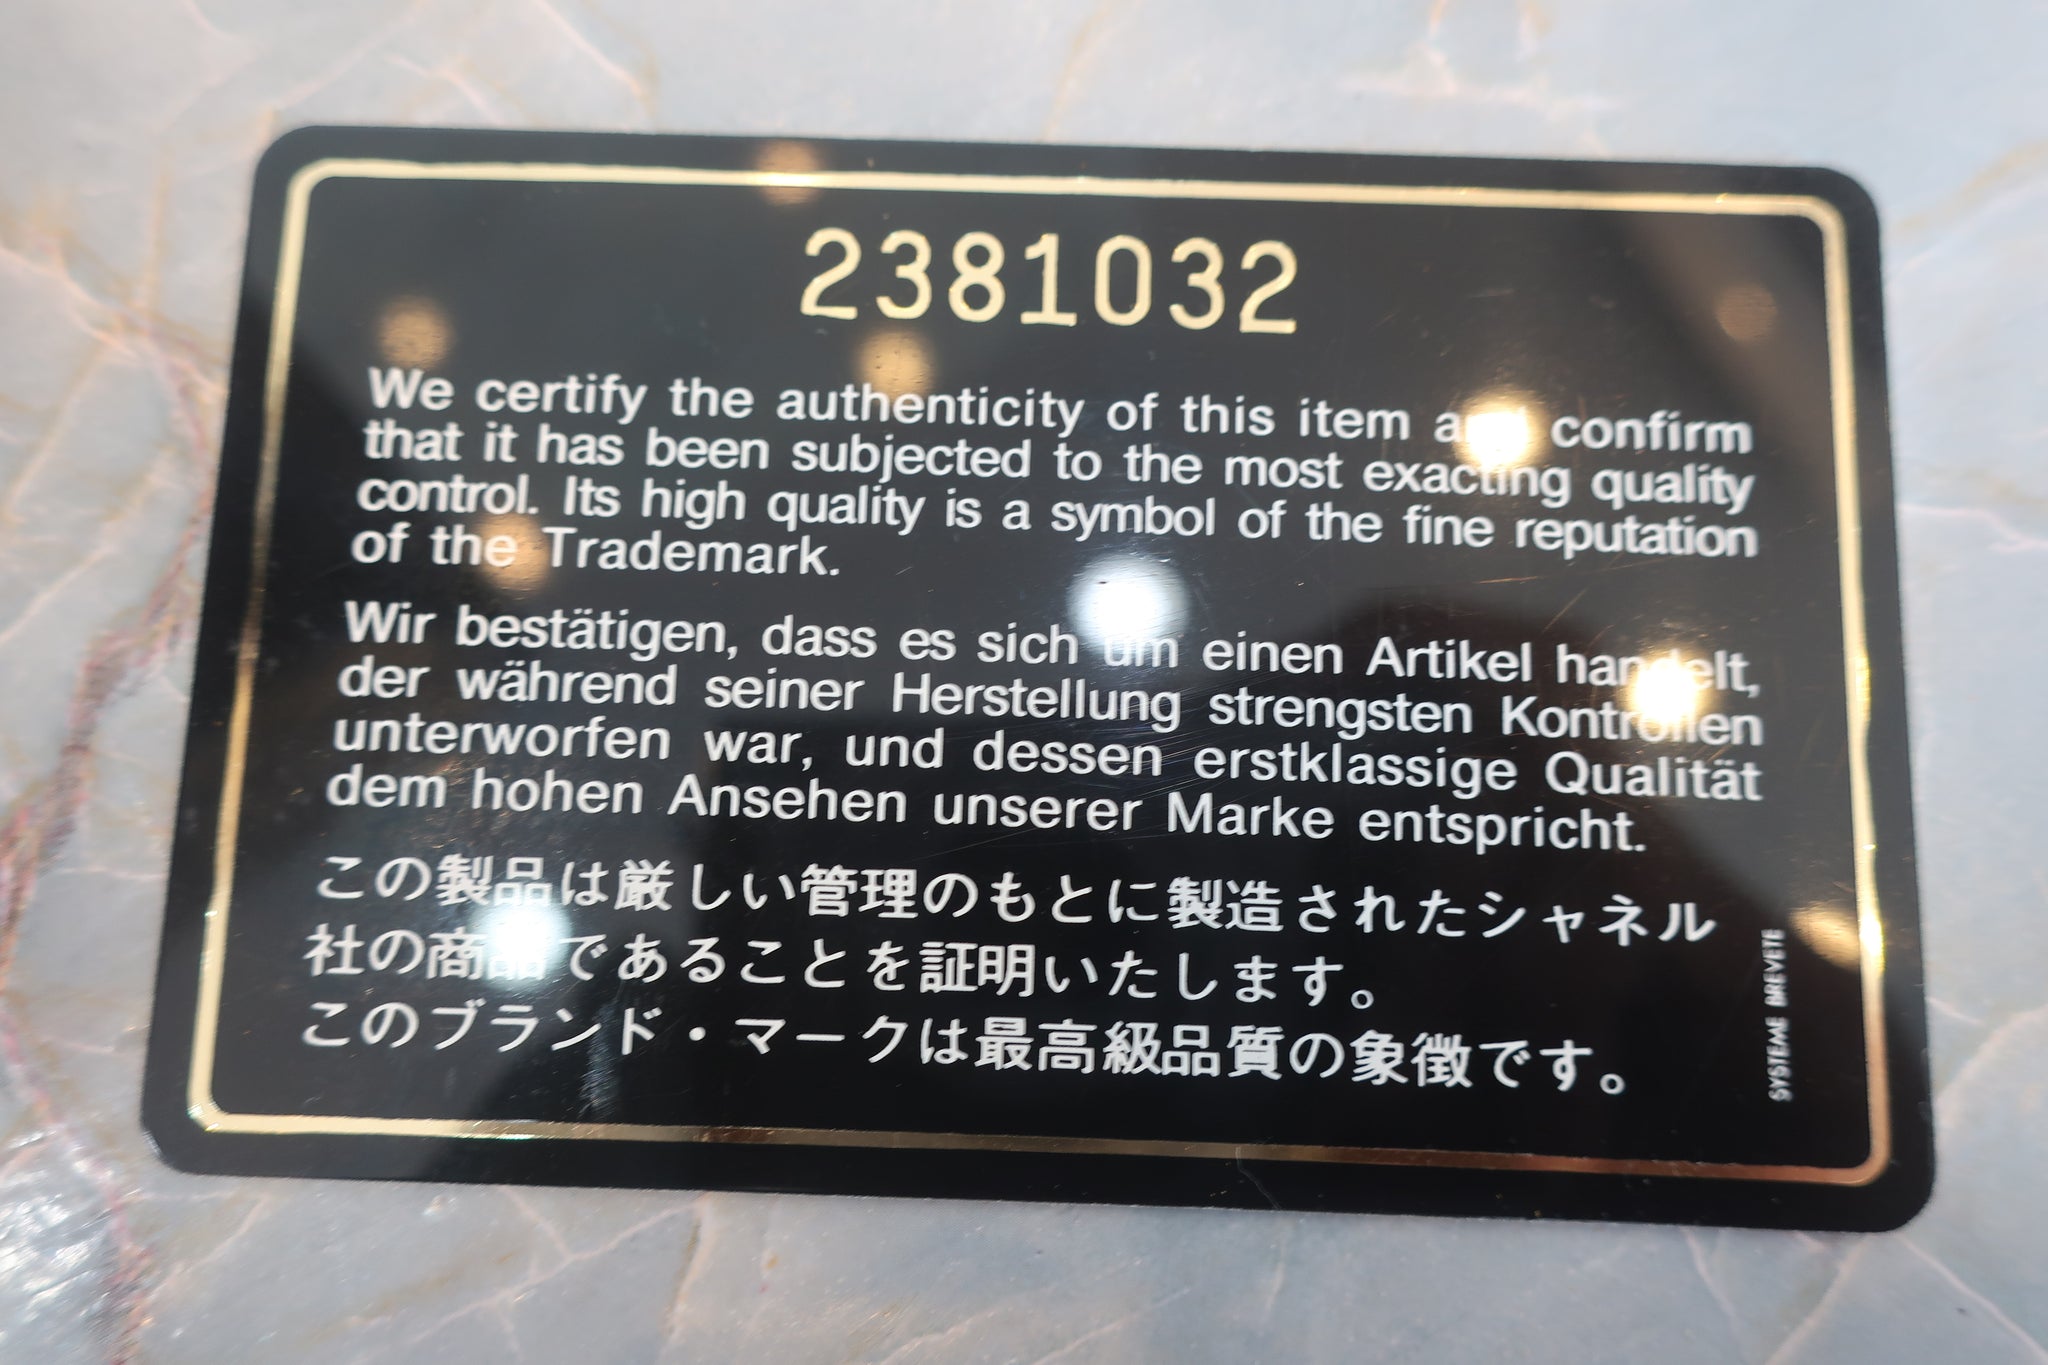 2381032
We certify the authenticity of this item and confirm
that it has been subjected to the most exacting quality
control. Its high quality is a symbol of the fine reputation
of the Trademark.
Wir bestätigen, dass es sich um einen Artikel handelt,
der während seiner Herstellung strengsten Kontrollen
unterworfen war, und dessen erstklassige Qualität
dem hohen Ansehen unserer Marke entspricht.
この製品は厳しい管理のもとに製造されたシャネル
社の商品であることを証明いたします。
このブランド・マークは最高級品質の象徴です。
SYSTEME BREVETE